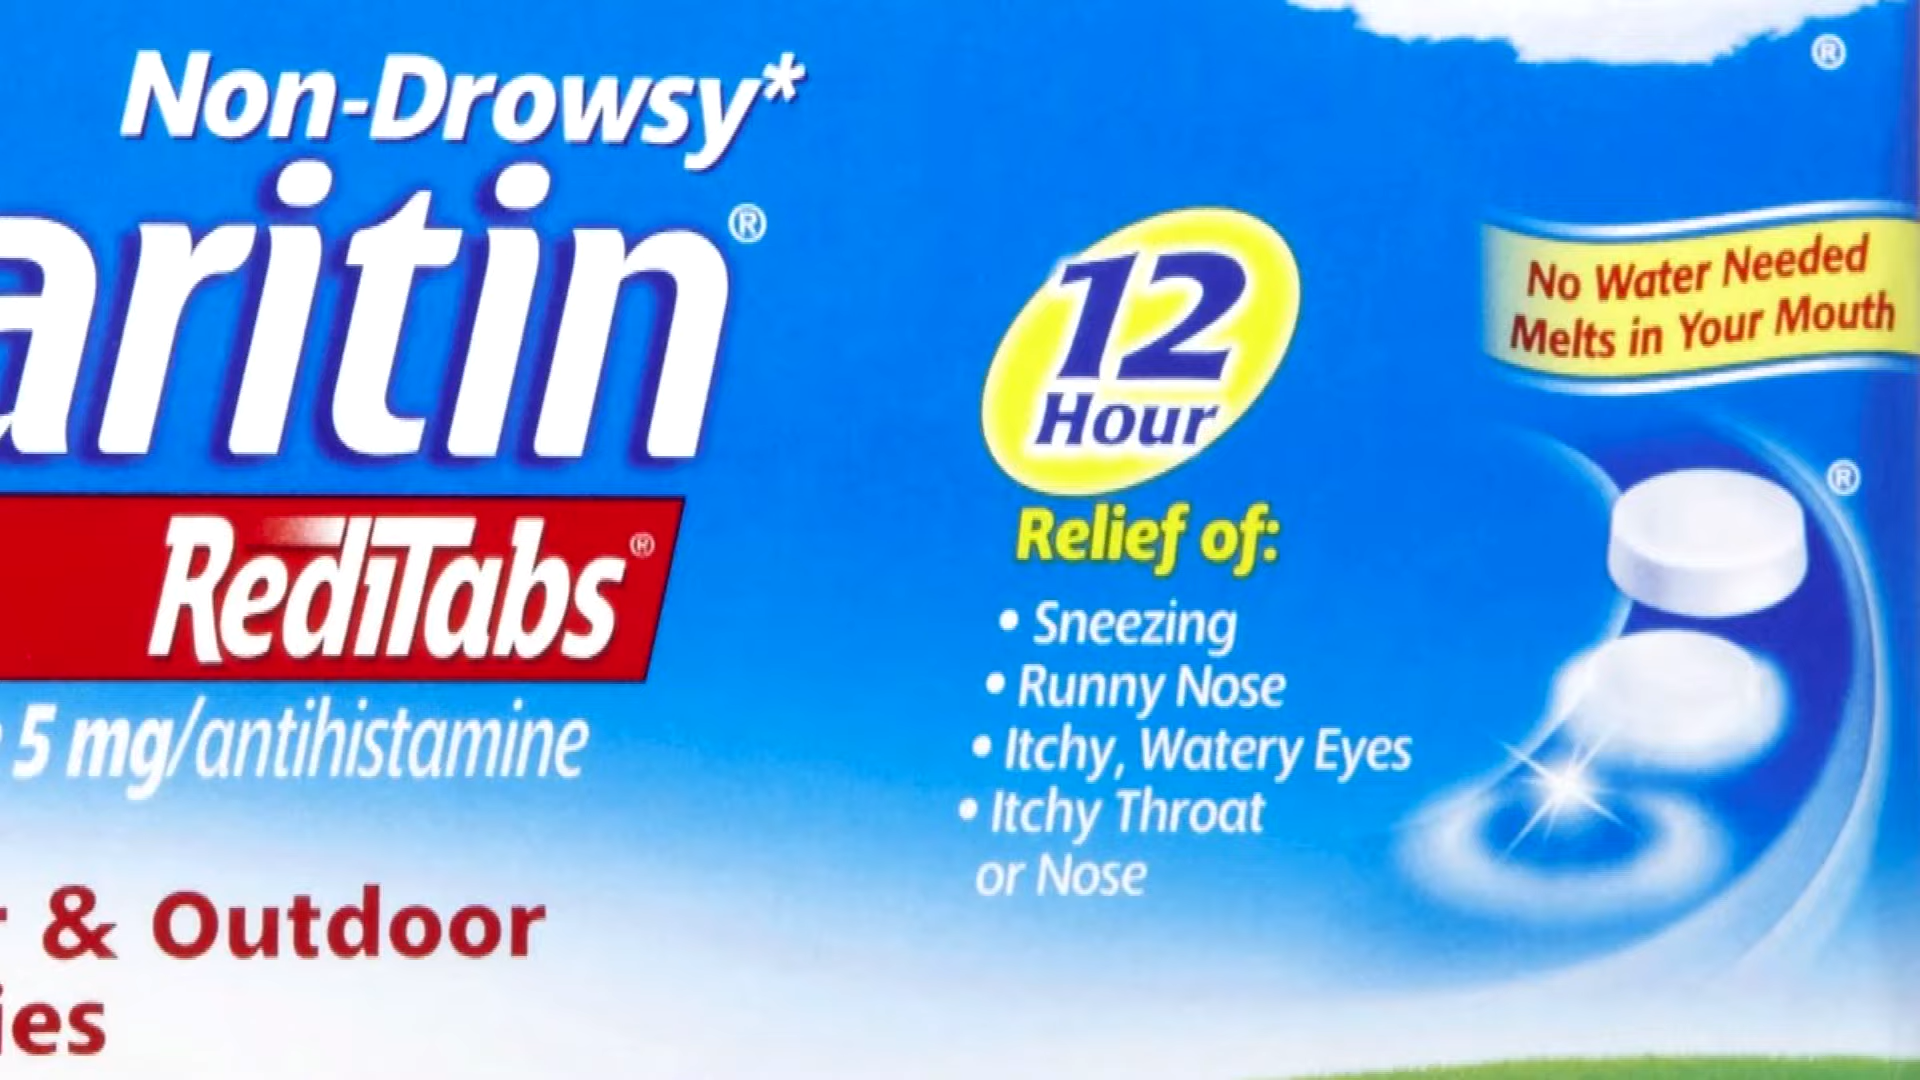 Non-Drowsy*
aritin®
RediTabs®
5 mg/antihistamine
& Outdoor
ies
12
Hour
Relief of:
• Sneezing
• Runny Nose
• Itchy, Watery Eyes
• Itchy Throat
or Nose
®
No Water Needed
Melts in Your Mouth
®